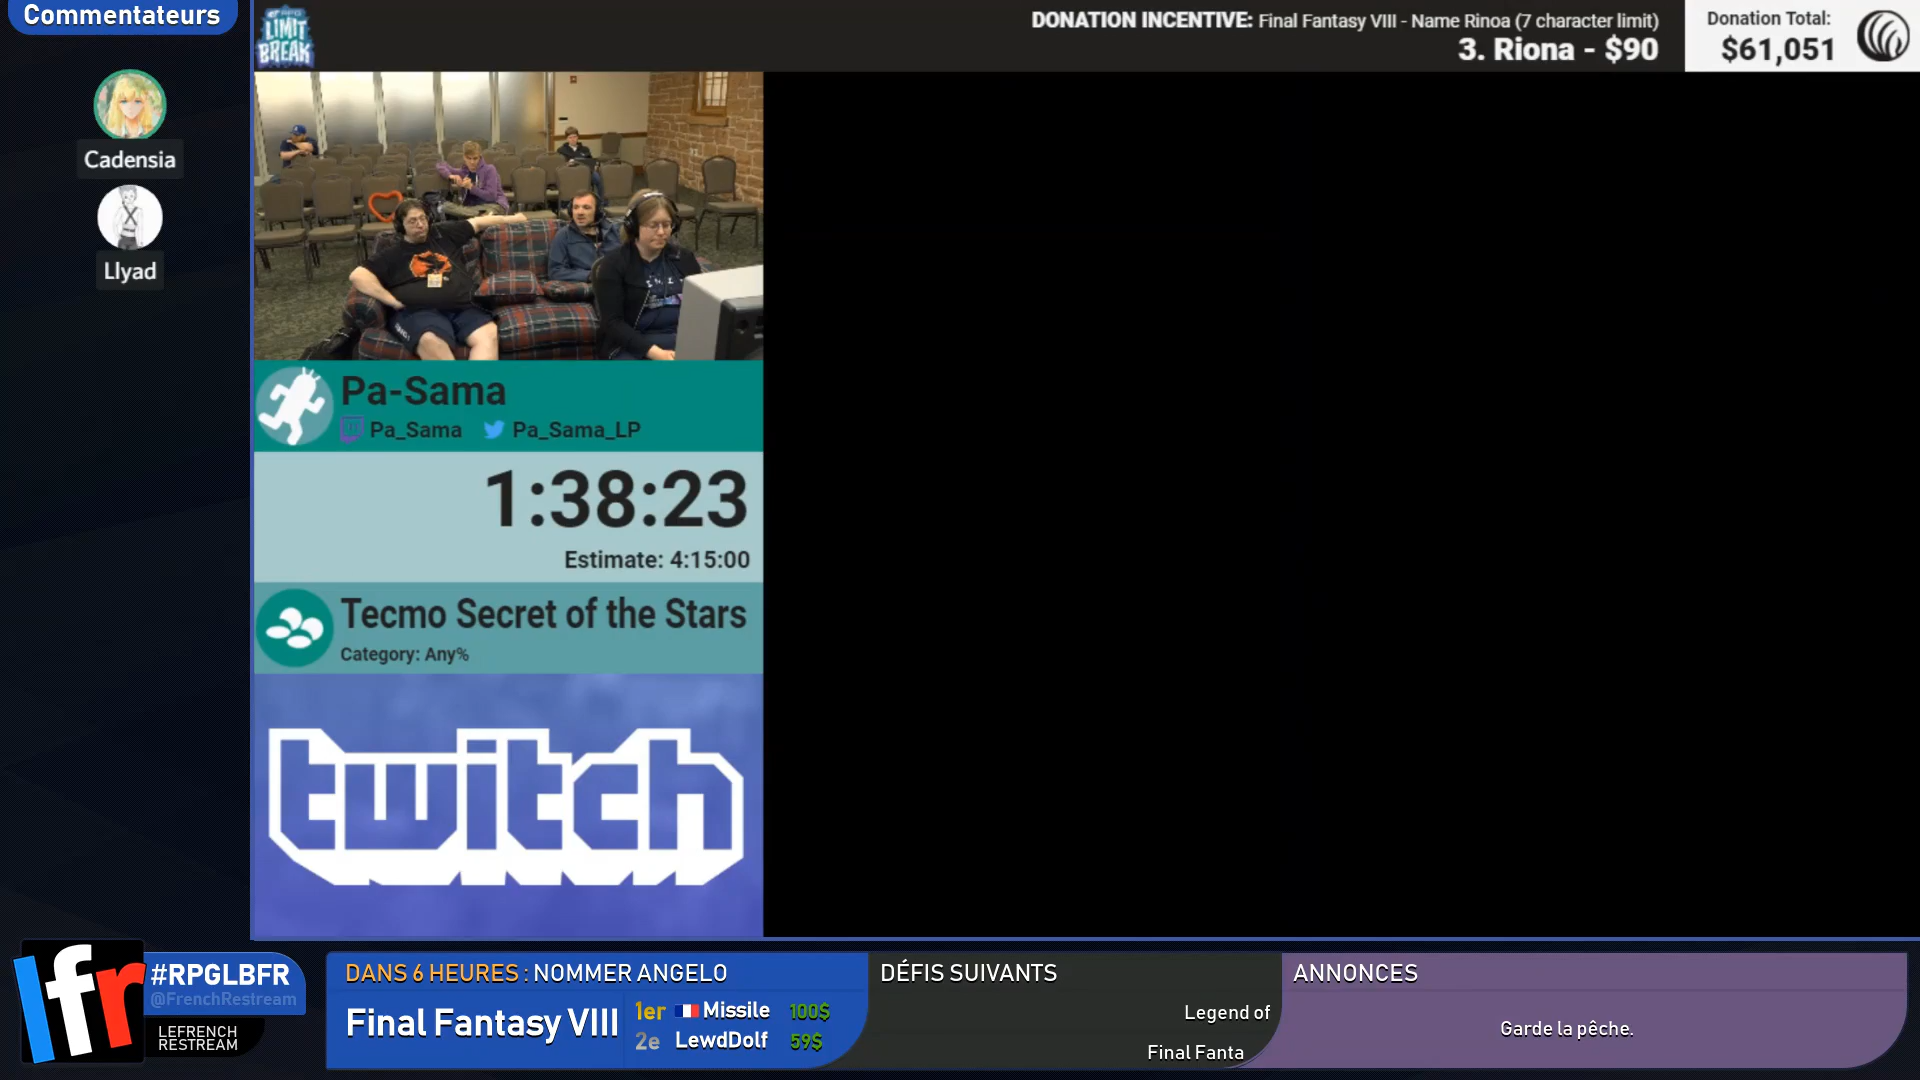 Commentateurs
Cadensia
Llyad
LIMIT
BREAK
DONATION INCENTIVE: Final Fantasy VIII - Name Rinoa (7 character limit)
3. Riona - $90
Donation Total:
$61,051
Pa-Sama
Pa_Sama Pa_Sama_LP
1:38:23
Estimate: 4:15:00
Tecmo Secret of the Stars
Category: Any%
twitch
lfr
#RPGLBFR
@FrenchRestream
LEFRENCH
RESTREAM
DANS 6 HEURES : NOMMER ANGELO
Final Fantasy VIII
1er Missile 100$
2e LewdDolf 59$
DÉFIS SUIVANTS
Legend of
Final Fanta
ANNONCES
Garde la pêche.